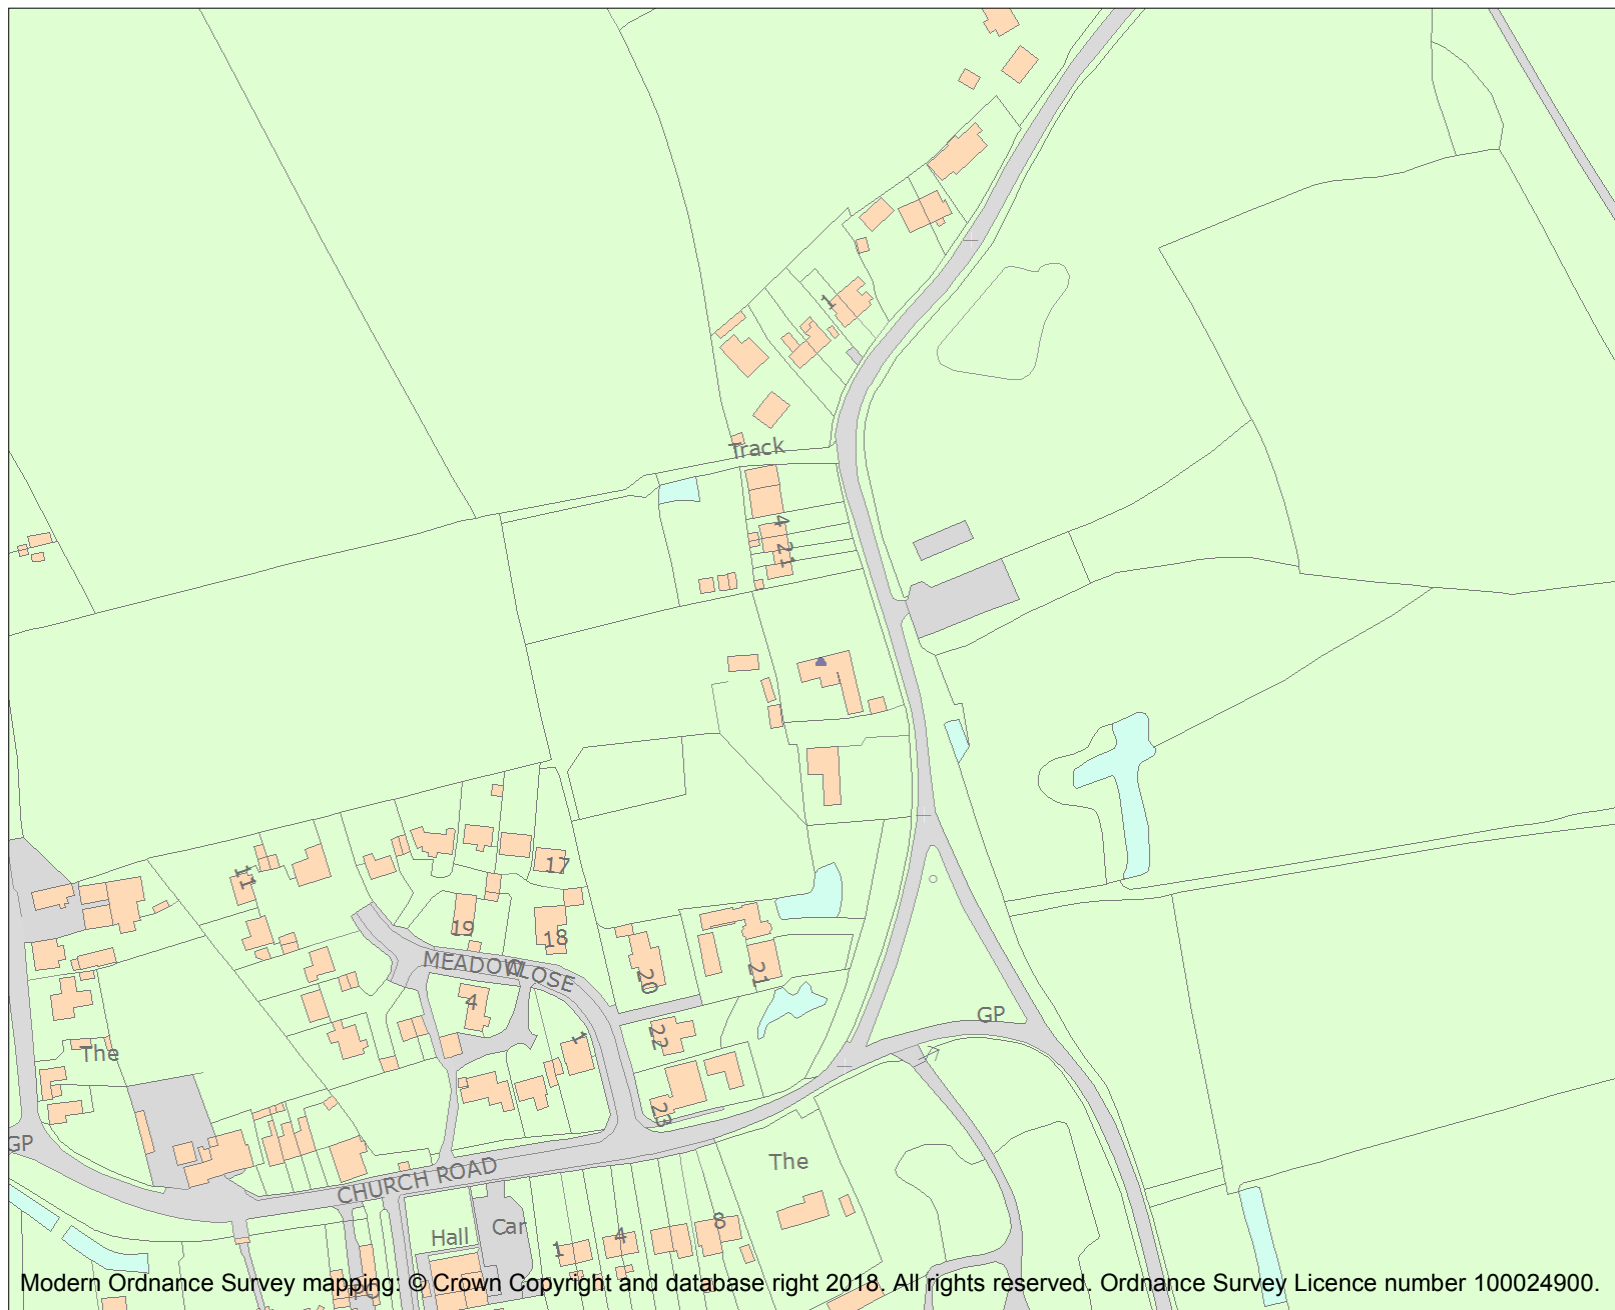 1
Track
4
21
17
11
19
18
MEADOW CLOSE
20
21
4
GP
22
1
The
23
GP
The
CHURCH ROAD
8
4
Hall
Car
1
Modern Ordnance Survey mapping: © Crown Copyright and database right 2018. All rights reserved. Ordnance Survey Licence number 100024900.